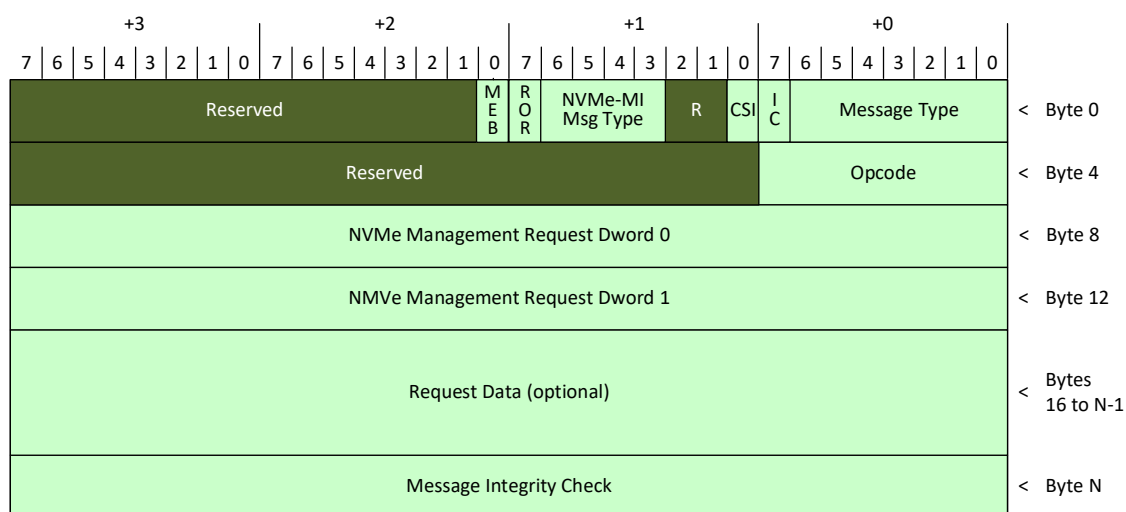 +3 +2 +1 +0
7 6 5 4 3 2 1 0 7 6 5 4 3 2 1 0 7 6 5 4 3 2 1 0 7 6 5 4 3 2 1 0
Reserved MEB ROR NVMe-MI Msg Type R CSI IC Message Type < Byte 0
Reserved Opcode < Byte 4
NVMe Management Request Dword 0 < Byte 8
NMVe Management Request Dword 1 < Byte 12
Request Data (optional) < Bytes 16 to N-1
Message Integrity Check < Byte N